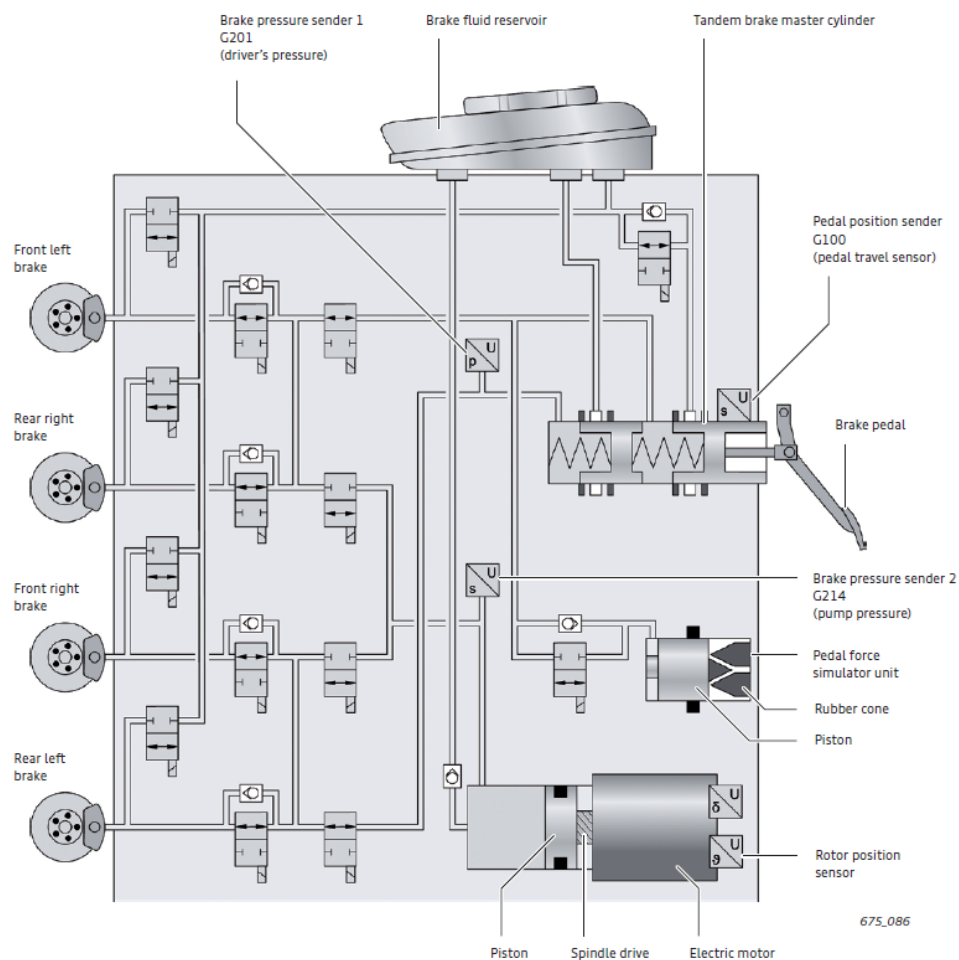 Brake pressure sender 1
G201
(driver's pressure)
Brake fluid reservoir
Tandem brake master cylinder
Pedal position sender
G100
(pedal travel sensor)
Front left
brake
U
p
U
s
Brake pedal
Rear right
brake
U
s
Brake pressure sender 2
G214
(pump pressure)
Front right
brake
Pedal force
simulator unit
Rubber cone
Piston
Rear left
brake
U
δ
U
ϑ
Rotor position
sensor
675_086
Piston
Spindle drive
Electric motor